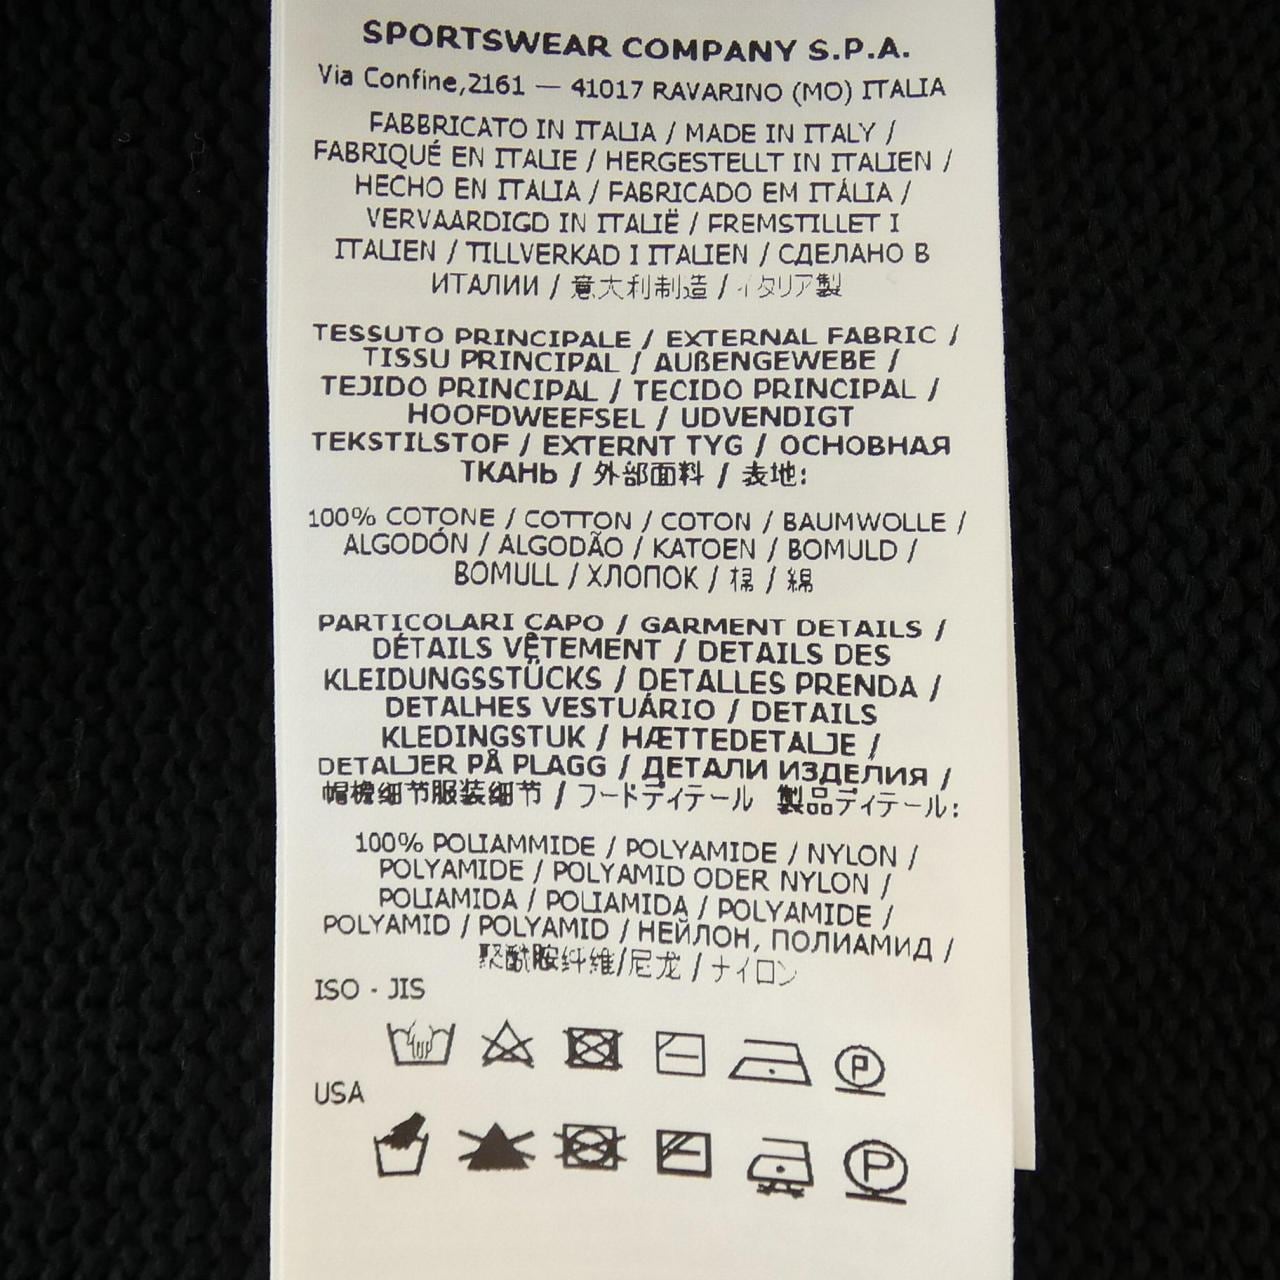 SPORTSWEAR COMPANY S.P.A.
Via Confine,2161 — 41017 RAVARINO (MO) ITALIA
FABBRICATO IN ITALIA / MADE IN ITALY /
FABRIQUÉ EN ITALIE / HERGESTELLT IN ITALIEN /
HECHO EN ITALIA / FABRICADO EM ITÁLIA /
VERVAARDIGD IN ITALIË / FREMSTILLET I
ITALIEN / TILLVERKAD I ITALIEN / СДЕЛАНО В
ИТАЛИИ / 意大利制造 / イタリア製
TESSUTO PRINCIPALE / EXTERNAL FABRIC /
TISSU PRINCIPAL / AUßENGEWEBE /
TEJIDO PRINCIPAL / TECIDO PRINCIPAL /
HOOFDWEEFSEL / UDVENDIGT
TEKSTILSTOF / EXTERNT TYG / ОСНОВНАЯ
ТКАНЬ / 外部面料 / 表地:
100% COTONE / COTTON / COTON / BAUMWOLLE /
ALGODÓN / ALGODÃO / KATOEN / BOMULD /
BOMULL / ХЛОПОК / 棉 / 綿
PARTICOLARI CAPO / GARMENT DETAILS /
DÉTAILS VÊTEMENT / DETAILS DES
KLEIDUNGSSTÜCKS / DETALLES PRENDA /
DETALHES VESTUÁRIO / DETAILS
KLEDINGSTUK / HÆTTEDETALJE /
DETALJER PÅ PLAGG / ДЕТАЛИ ИЗДЕЛИЯ /
帽檐细节服装细节 / フードディテール 製品ディテール:
100% POLIAMMIDE / POLYAMIDE / NYLON /
POLYAMIDE / POLYAMID ODER NYLON /
POLIAMIDA / POLIAMIDA / POLYAMIDE /
POLYAMID / POLYAMID / НЕЙЛОН, ПОЛИАМИД /
聚酰胺纤维/尼龙 / ナイロン
ISO - JIS
P
USA
P